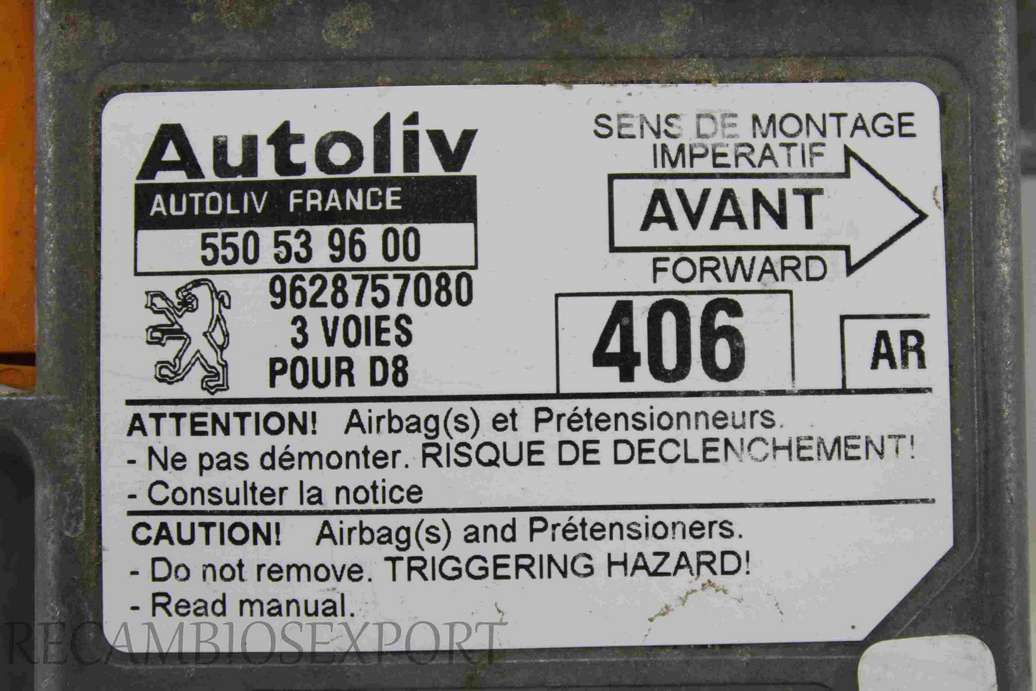 Autoliv
AUTOLIV FRANCE
550 53 96 00
9628757080
3 VOIES
POUR D8
SENS DE MONTAGE
IMPERATIF
AVANT
FORWARD
406
AR
ATTENTION! Airbag(s) et Prétensionneurs.
- Ne pas démonter. RISQUE DE DECLENCHEMENT!
- Consulter la notice
CAUTION! Airbag(s) and Prétensioners.
- Do not remove. TRIGGERING HAZARD!
- Read manual.
RECAMBIOSEXPORT